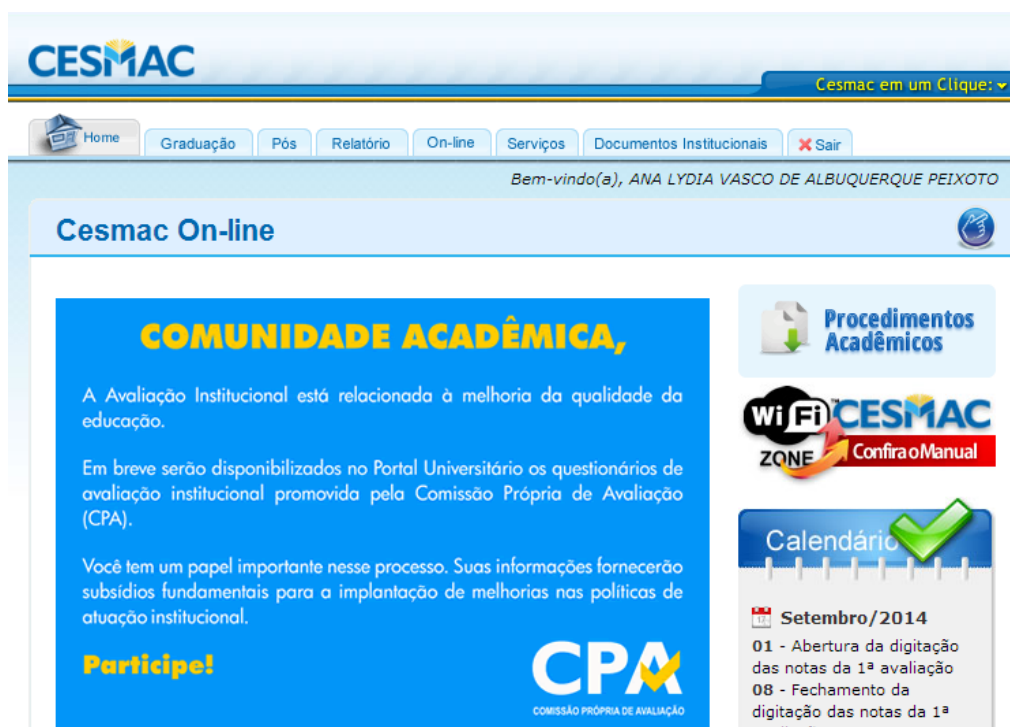 CESMAC
Cesmac em um Clique:
Home
Graduação
Pós
Relatório
On-line
Serviços
Documentos Institucionais
Sair
Bem-vindo(a), ANA LYDIA VASCO DE ALBUQUERQUE PEIXOTO
Cesmac On-line
COMUNIDADE ACADÊMICA,
A Avaliação Institucional está relacionada à melhoria da qualidade da
educação.
Em breve serão disponibilizados no Portal Universitário os questionários de
avaliação institucional promovida pela Comissão Própria de Avaliação
(CPA).
Você tem um papel importante nesse processo. Suas informações fornecerão
subsídios fundamentais para a implantação de melhorias nas políticas de
atuação institucional.
Participe!
CPA
COMISSÃO PRÓPRIA DE AVALIAÇÃO
Procedimentos
Acadêmicos
Wi Fi™ CESMAC
ZONE Confira o Manual
Calendário
Setembro/2014
01 - Abertura da digitação
das notas da 1ª avaliação
08 - Fechamento da
digitação das notas da 1ª